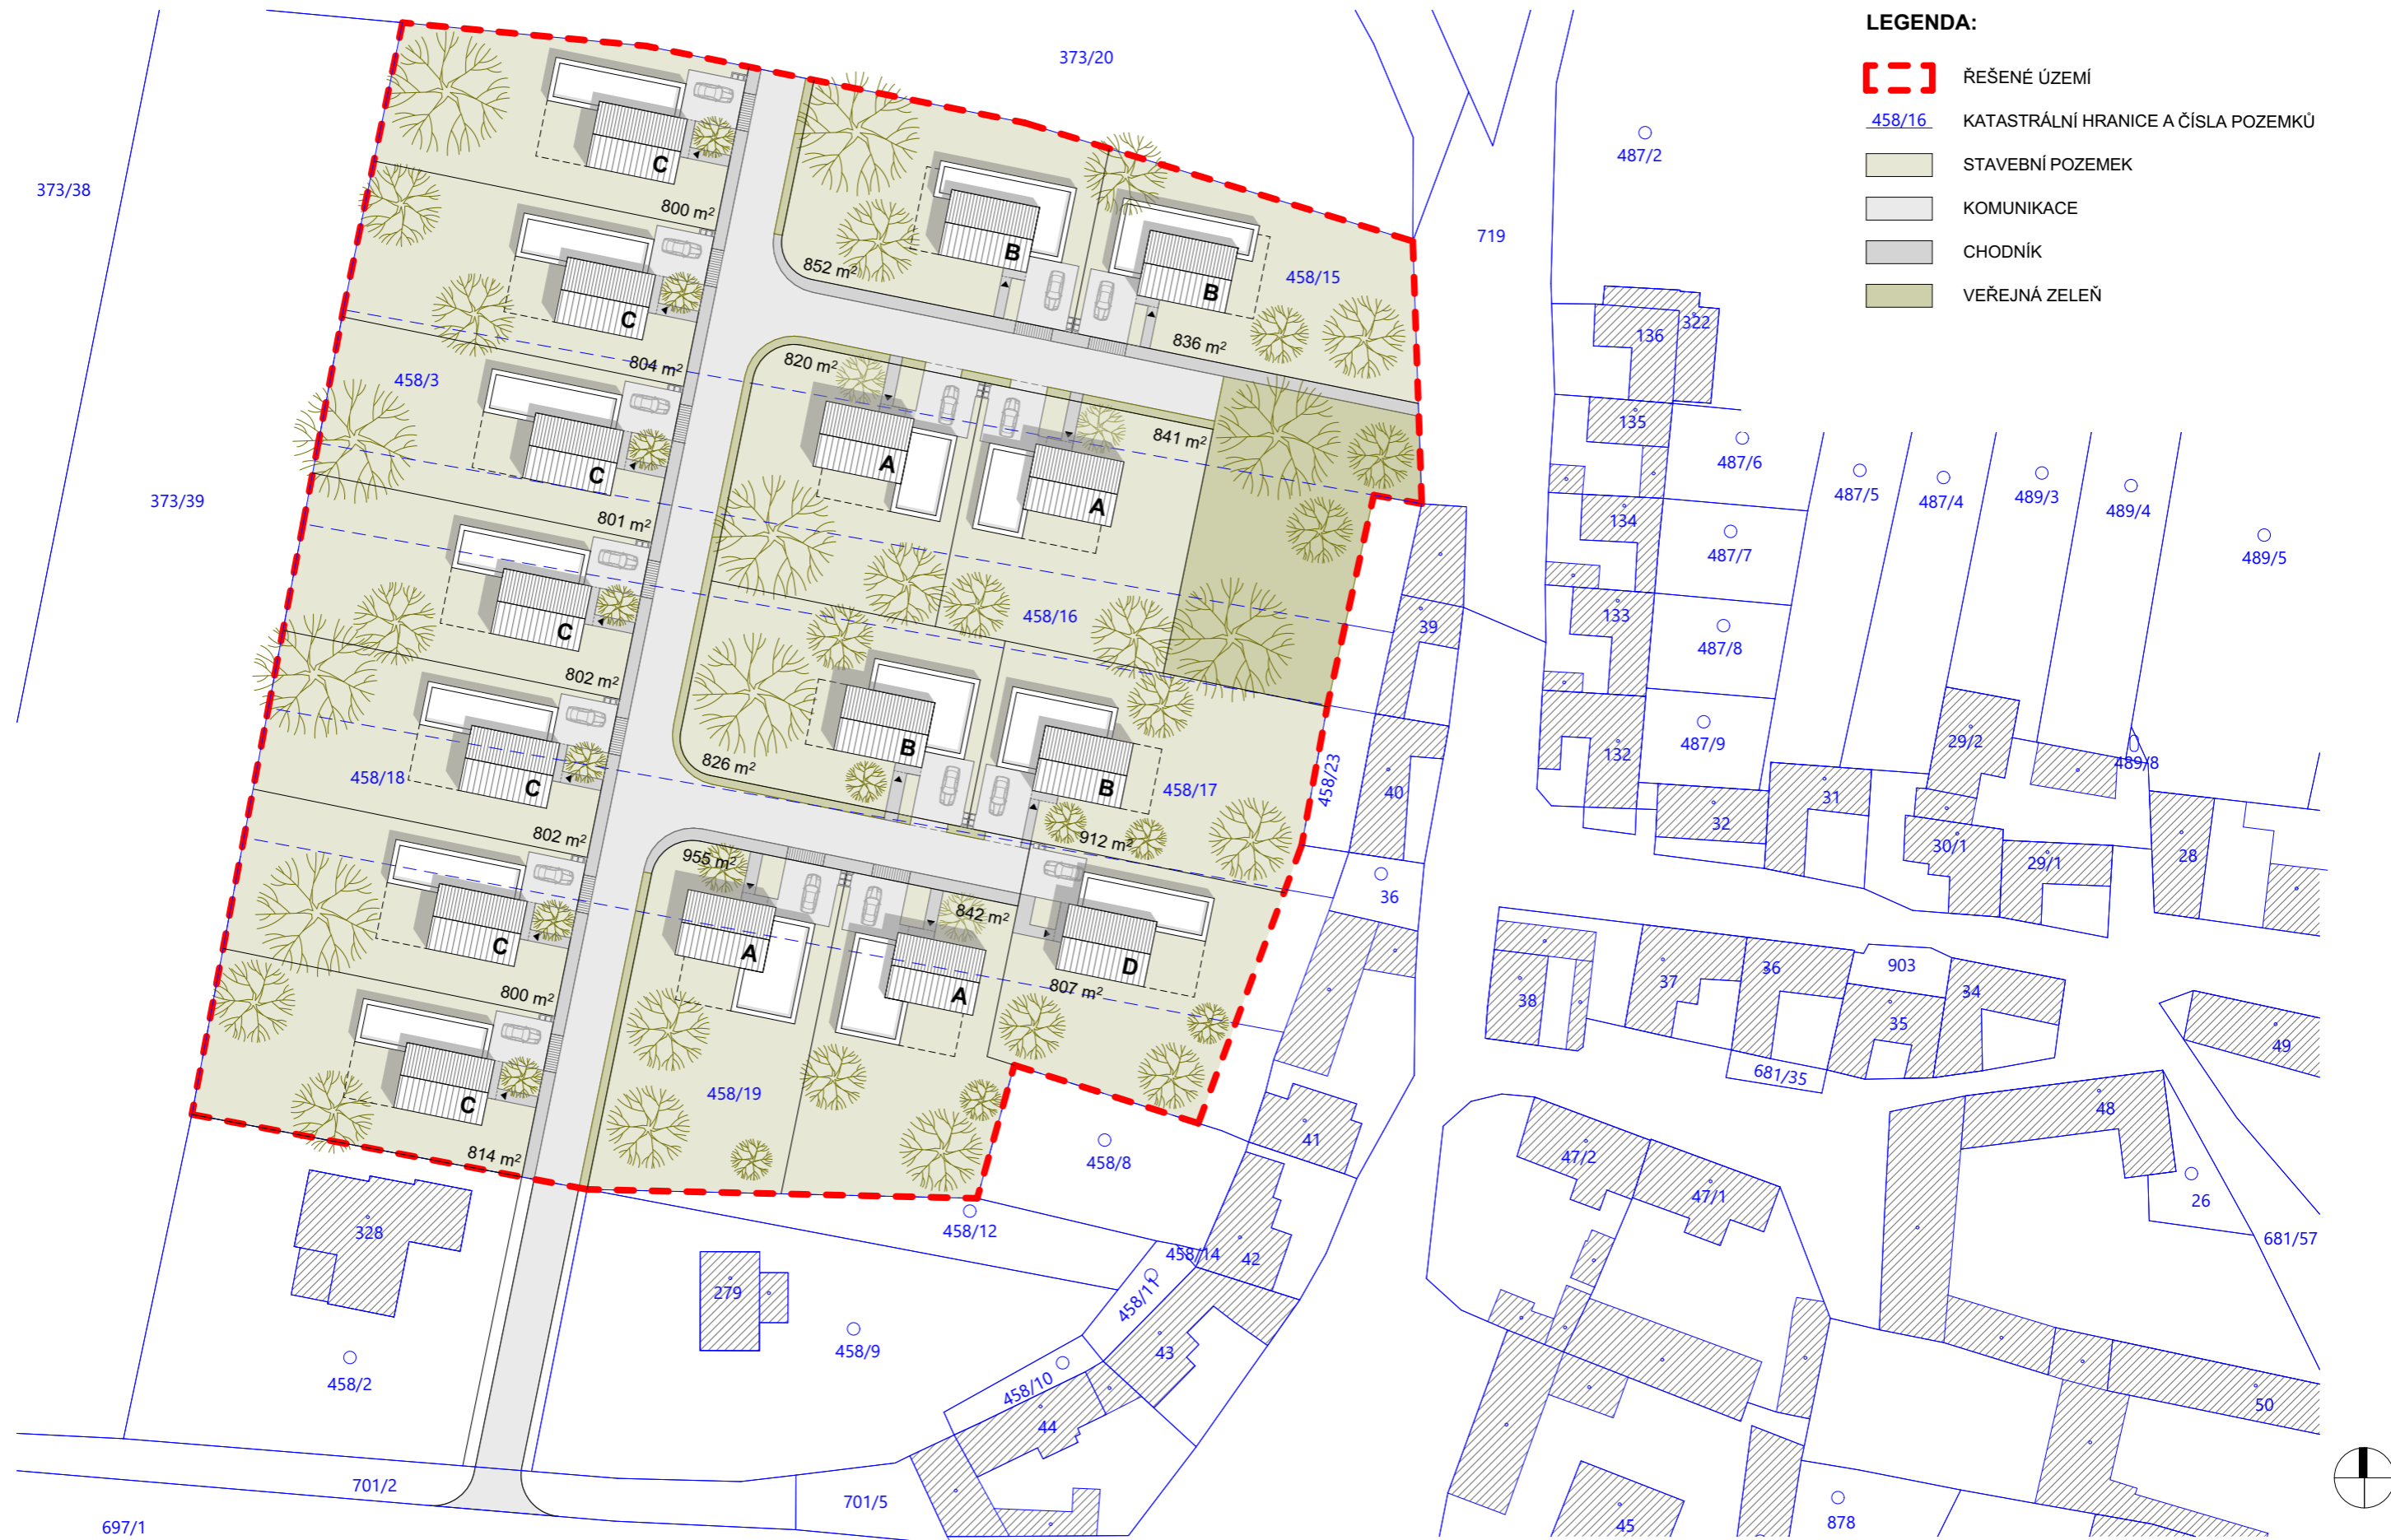 LEGENDA:
ŘEŠENÉ ÚZEMÍ
458/16 KATASTRÁLNÍ HRANICE A ČÍSLA POZEMKŮ
STAVEBNÍ POZEMEK
KOMUNIKACE
CHODNÍK
VEŘEJNÁ ZELEŇ
373/20
373/38
373/39
487/2
719
458/15
458/3
458/16
458/18
458/17
458/19
458/23
C
800 m²
C
804 m²
C
801 m²
C
802 m²
C
802 m²
C
800 m²
C
814 m²
852 m²
B
B
836 m²
820 m²
A
841 m²
A
826 m²
B
B
912 m²
955 m²
A
842 m²
A
D
807 m²
136
322
135
134
133
132
487/6
487/7
487/8
487/9
487/5
487/4
489/3
489/4
489/5
489/8
39
40
36
29/2
31
32
30/1
29/1
28
38
37
36
903
35
34
49
681/35
48
26
681/57
41
47/2
47/1
42
43
44
45
50
878
458/8
458/12
458/14
458/11
458/10
458/9
279
328
458/2
701/2
701/5
697/1